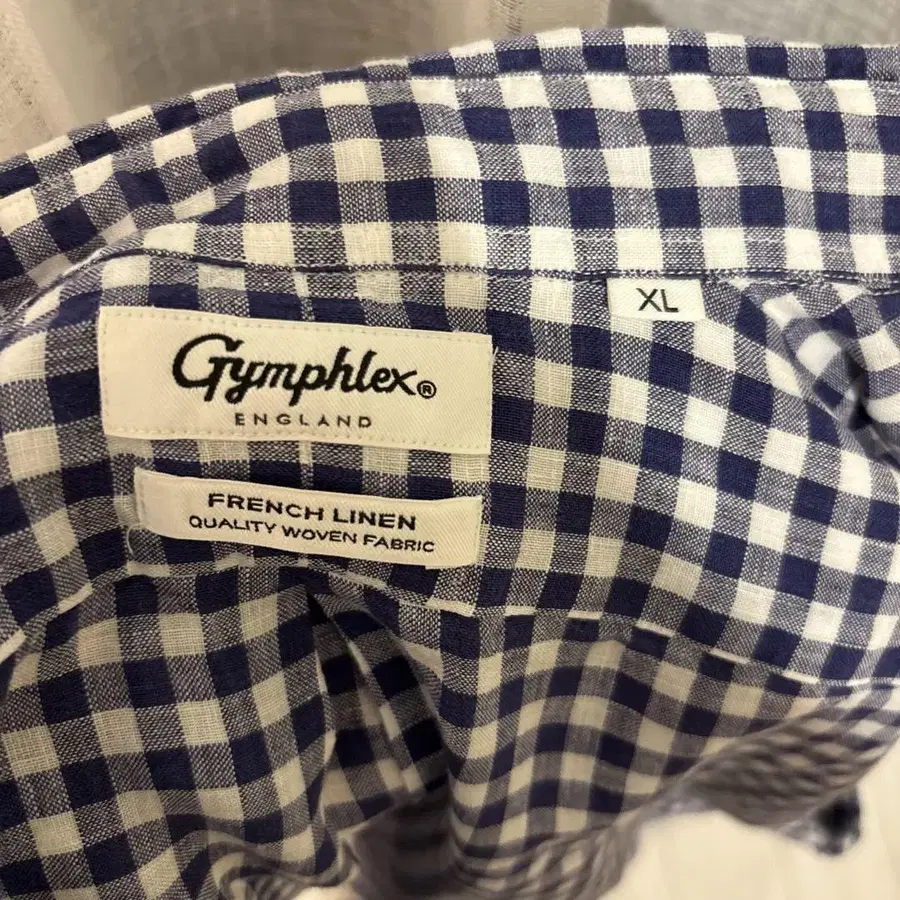 XL
Gymphlex®
ENGLAND
FRENCH LINEN
QUALITY WOVEN FABRIC